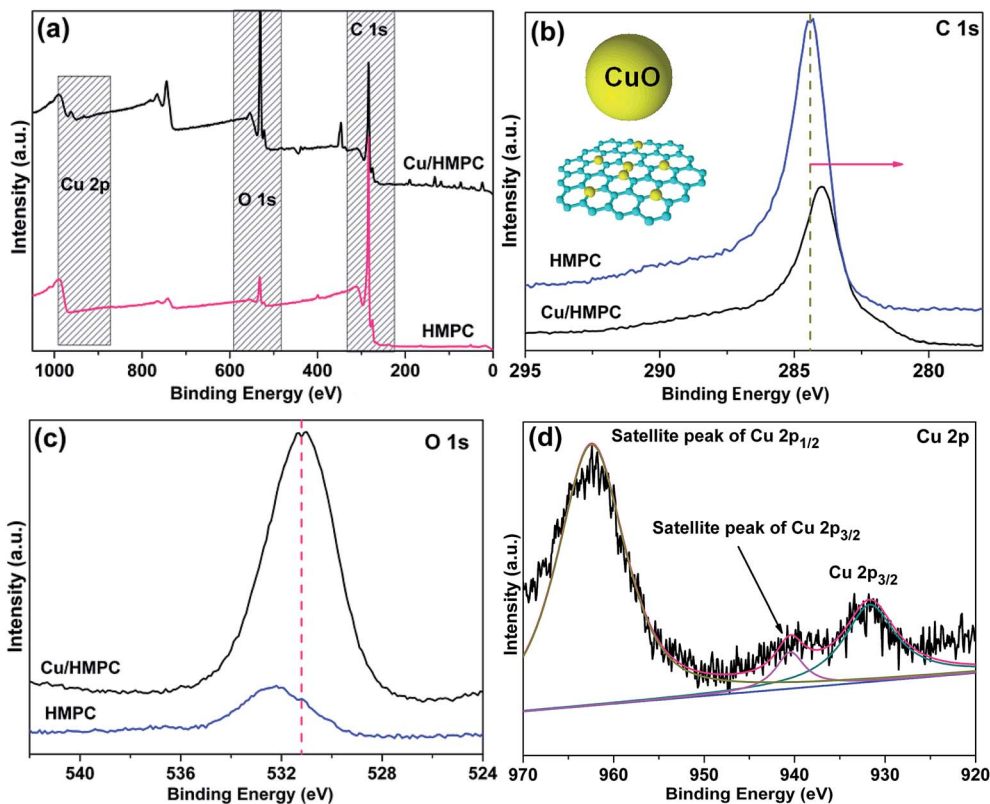 (a)
C 1s
Cu 2p
O 1s
Cu/HMPC
HMPC
Intensity (a.u.)
1000 800 600 400 200 0
Binding Energy (eV)
(b)
C 1s
CuO
HMPC
Cu/HMPC
Intensity (a.u.)
295 290 285 280
Binding Energy (eV)
(c)
O 1s
Cu/HMPC
HMPC
Intensity (a.u.)
540 536 532 528 524
Binding Energy (eV)
(d)
Satellite peak of Cu 2p1/2
Cu 2p
Satellite peak of Cu 2p3/2
Cu 2p3/2
Intensity (a.u.)
970 960 950 940 930 920
Binding Energy (eV)